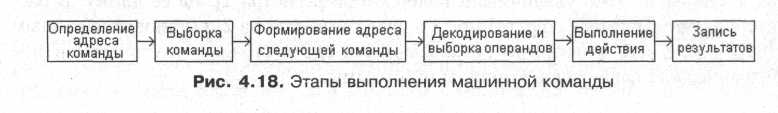 Определение
адреса
команды
Выборка
команды
Формирование адреса
следующей команды
Декодирование и
выборка операндов
Выполнение
действия
Запись
результатов
Рис. 4.18. Этапы выполнения машинной команды